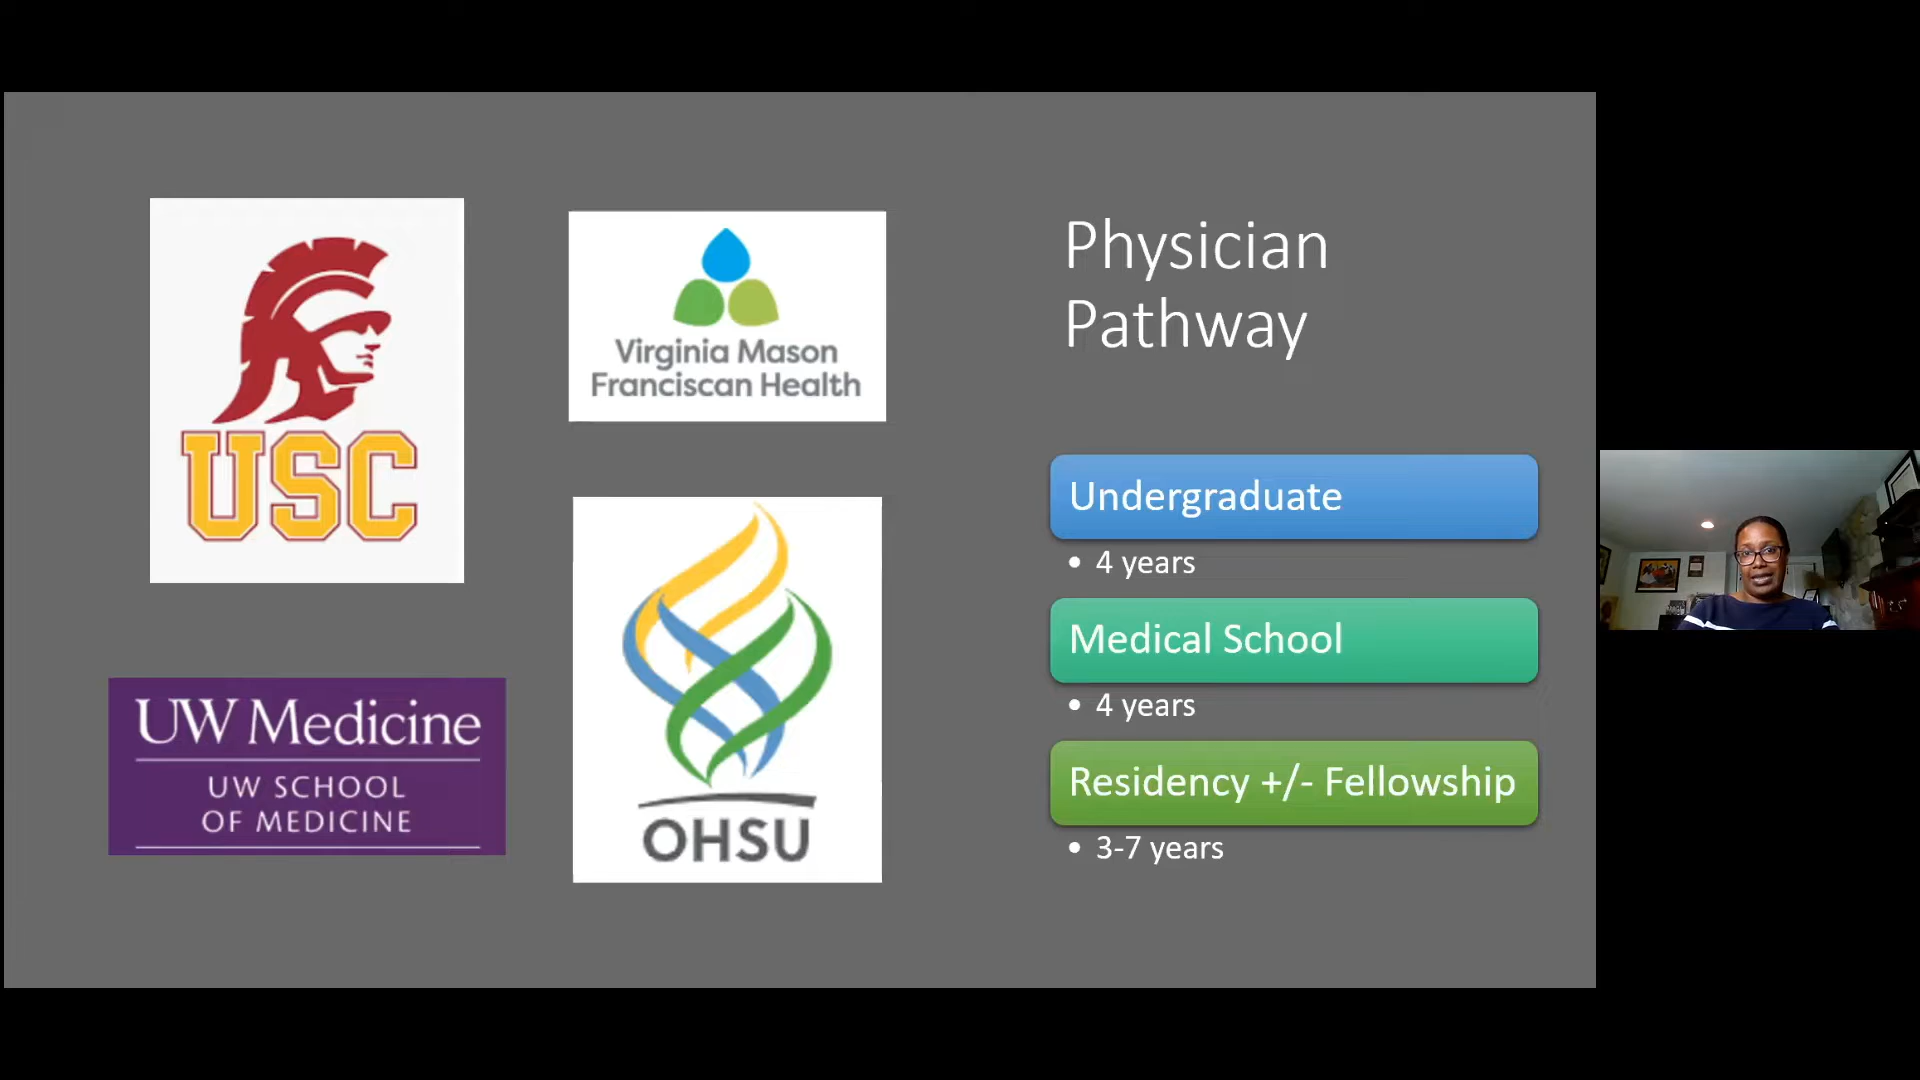 USC
Virginia Mason
Franciscan Health
UW Medicine
UW SCHOOL
OF MEDICINE
OHSU
Physician
Pathway
Undergraduate
• 4 years
Medical School
• 4 years
Residency +/- Fellowship
• 3-7 years